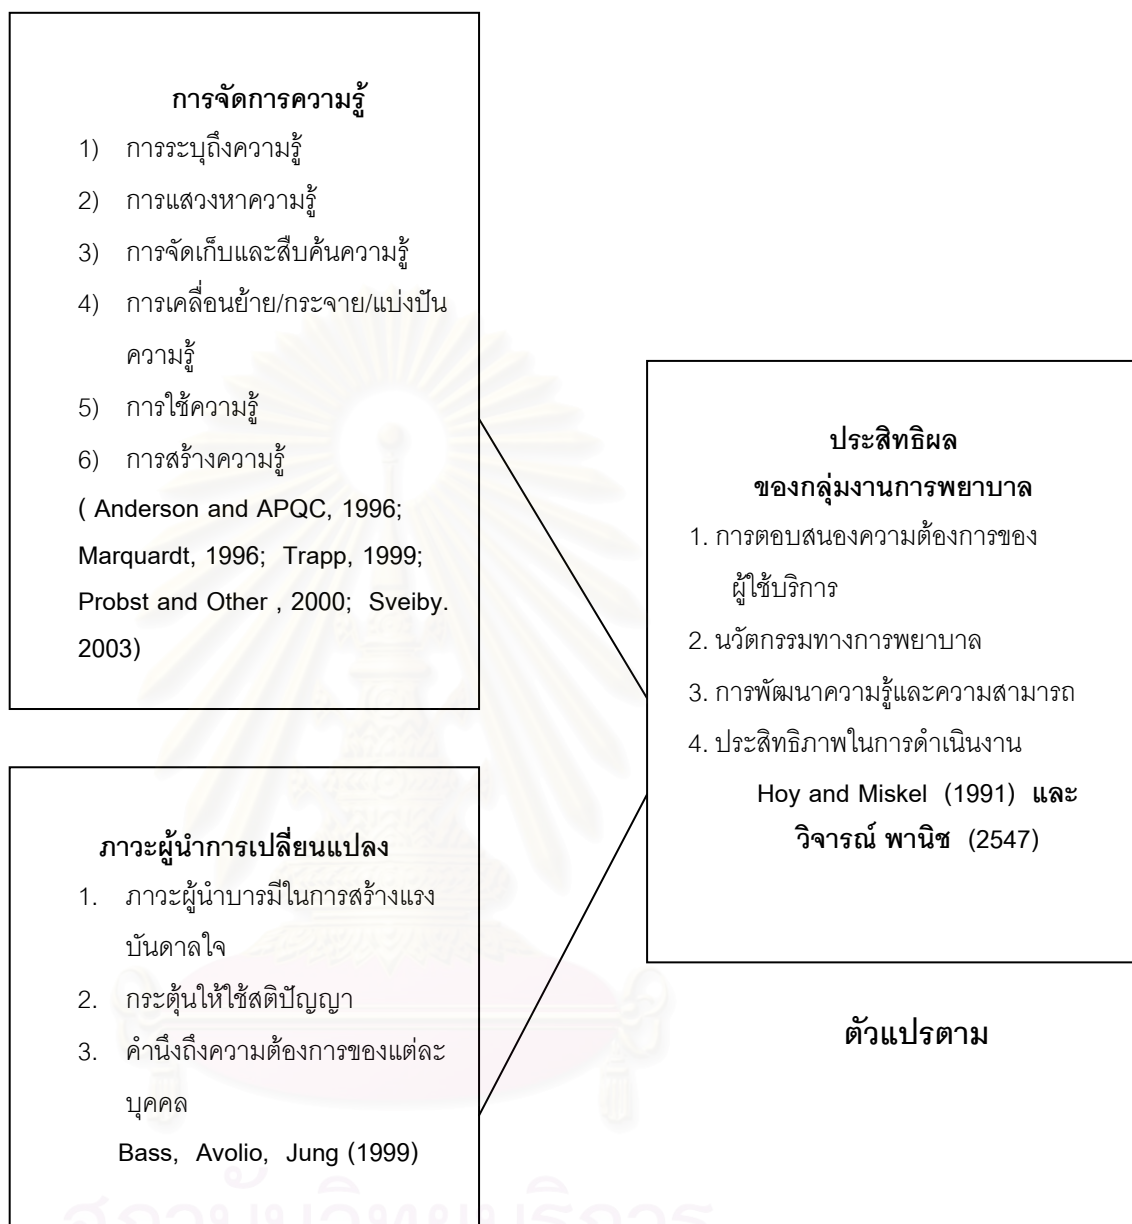 การจัดการความรู้
1) การระบุถึงความรู้
2) การแสวงหาความรู้
3) การจัดเก็บและสืบค้นความรู้
4) การเคลื่อนย้าย/กระจาย/แบ่งปัน
ความรู้
5) การใช้ความรู้
6) การสร้างความรู้
( Anderson and APQC, 1996;
Marquardt, 1996; Trapp, 1999;
Probst and Other , 2000; Sveiby.
2003)
ประสิทธิผล
ของกลุ่มงานการพยาบาล
1. การตอบสนองความต้องการของ
ผู้ใช้บริการ
2. นวัตกรรมทางการพยาบาล
3. การพัฒนาความรู้และความสามารถ
4. ประสิทธิภาพในการดำเนินงาน
Hoy and Miskel (1991) และ
วิจารณ์ พานิช (2547)
ภาวะผู้นำการเปลี่ยนแปลง
1. ภาวะผู้นำบารมีในการสร้างแรง
บันดาลใจ
2. กระตุ้นให้ใช้สติปัญญา
3. คำนึงถึงความต้องการของแต่ละ
บุคคล
Bass, Avolio, Jung (1999)
ตัวแปรตาม
สถาบันวิทยบริการ